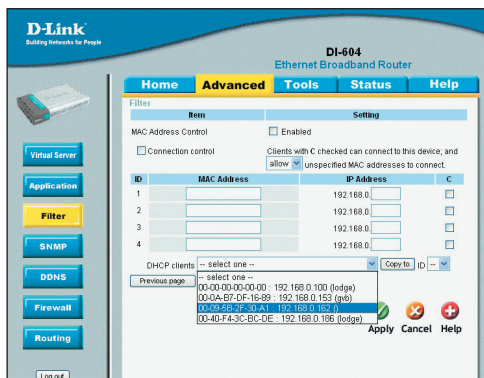 D-Link
Building Networks for People
DI-604
Ethernet Broadband Router
Home Advanced Tools Status Help
Filter
Item Setting
MAC Address Control Enabled
Connection control Clients with C checked can connect to this device; and
allow unspecified MAC addresses to connect.
ID MAC Address IP Address C
1 192.168.0.
2 192.168.0.
3 192.168.0.
4 192.168.0.
DHCP clients -- select one -- Copy to ID --
Previous page
-- select one --
00-00-00-00-00-00 : 192.168.0.100 (lodge)
00-0A-B7-DF-16-89 : 192.168.0.153 (gvb)
00-09-5B-2F-30-A1 : 192.168.0.162 ()
00-40-F4-3C-BC-DE : 192.168.0.186 (lodge)
Apply Cancel Help
Virtual Server
Application
Filter
SNMP
DDNS
Firewall
Routing
Log out